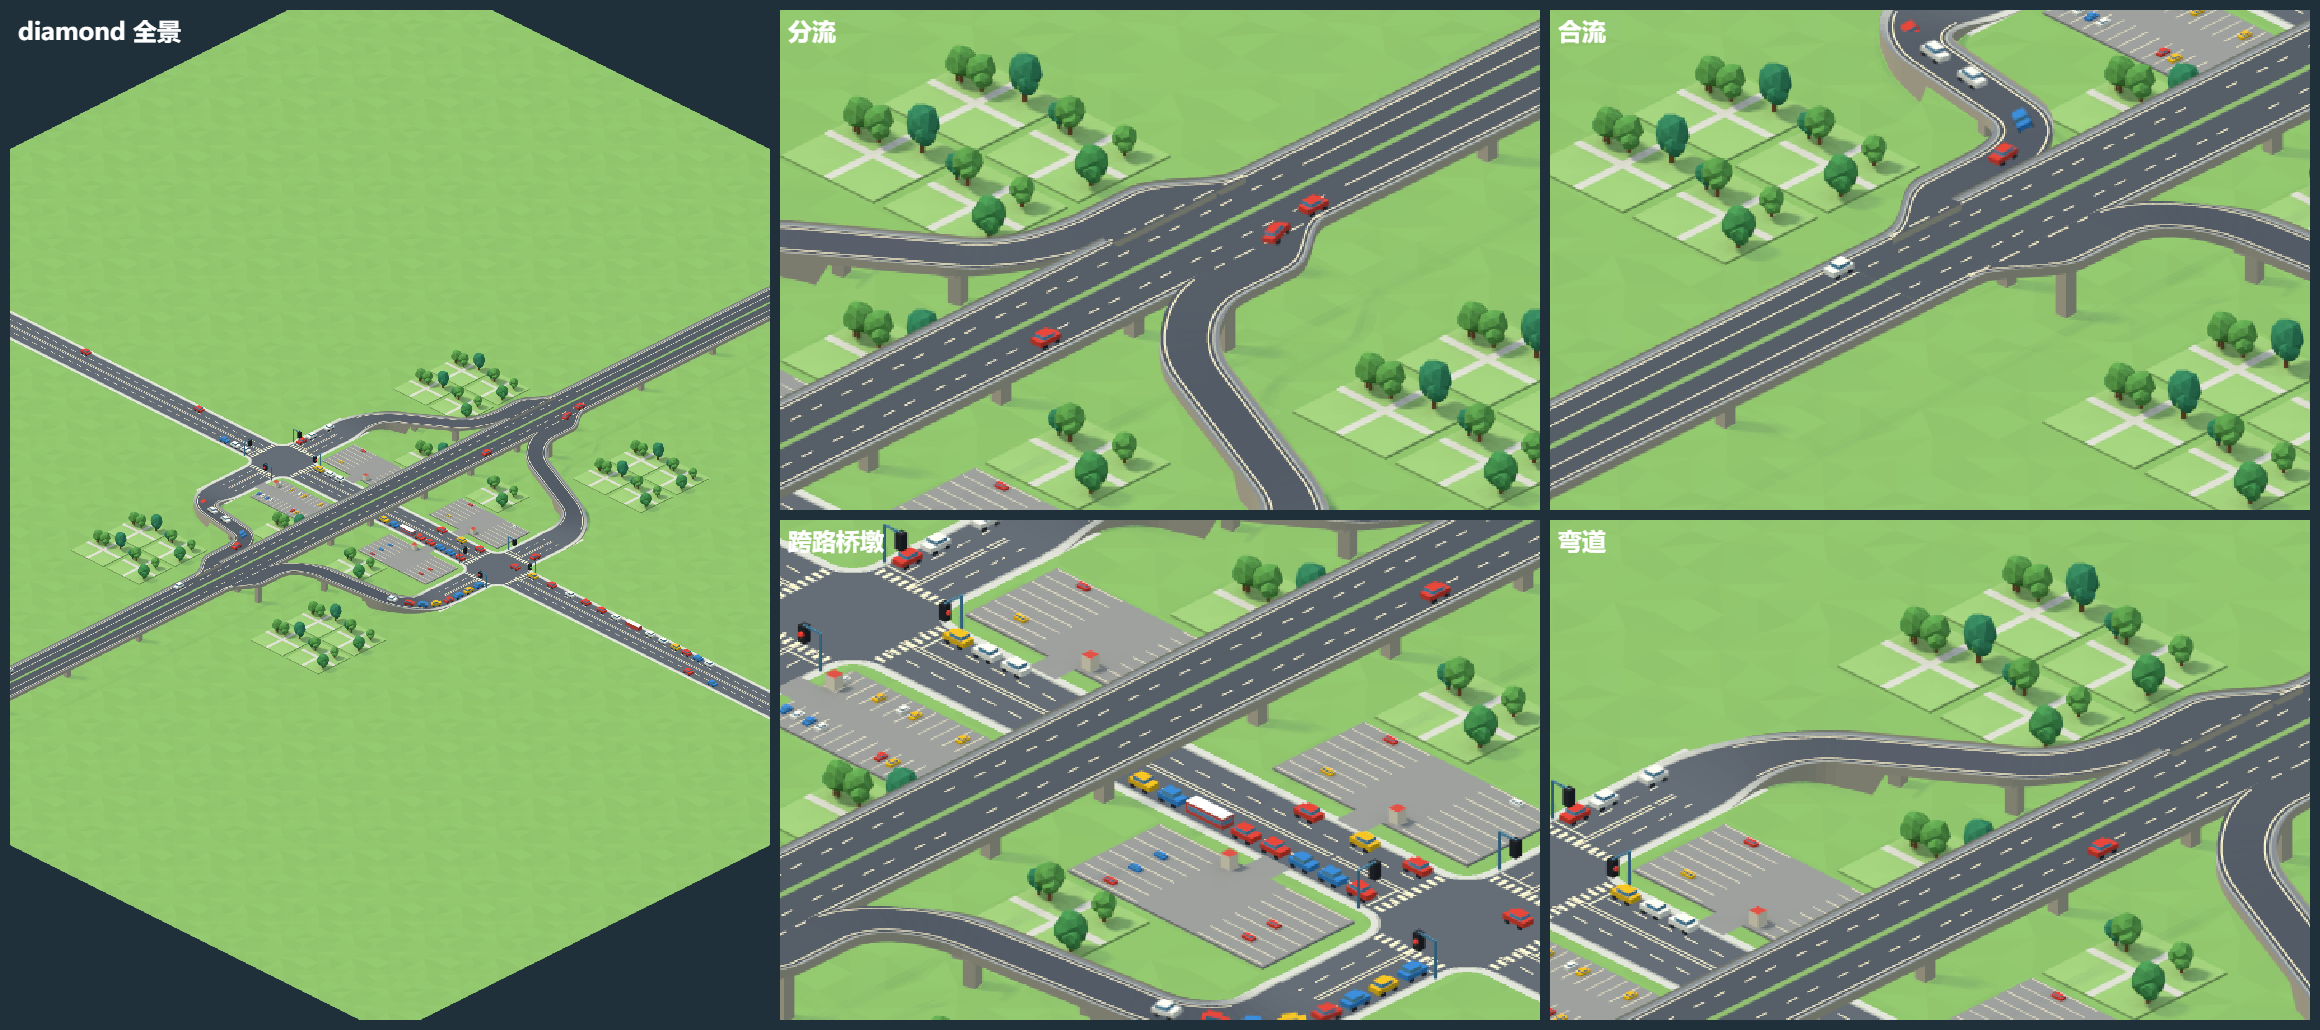 diamond 全景
分流
合流
跨路桥墩
弯道